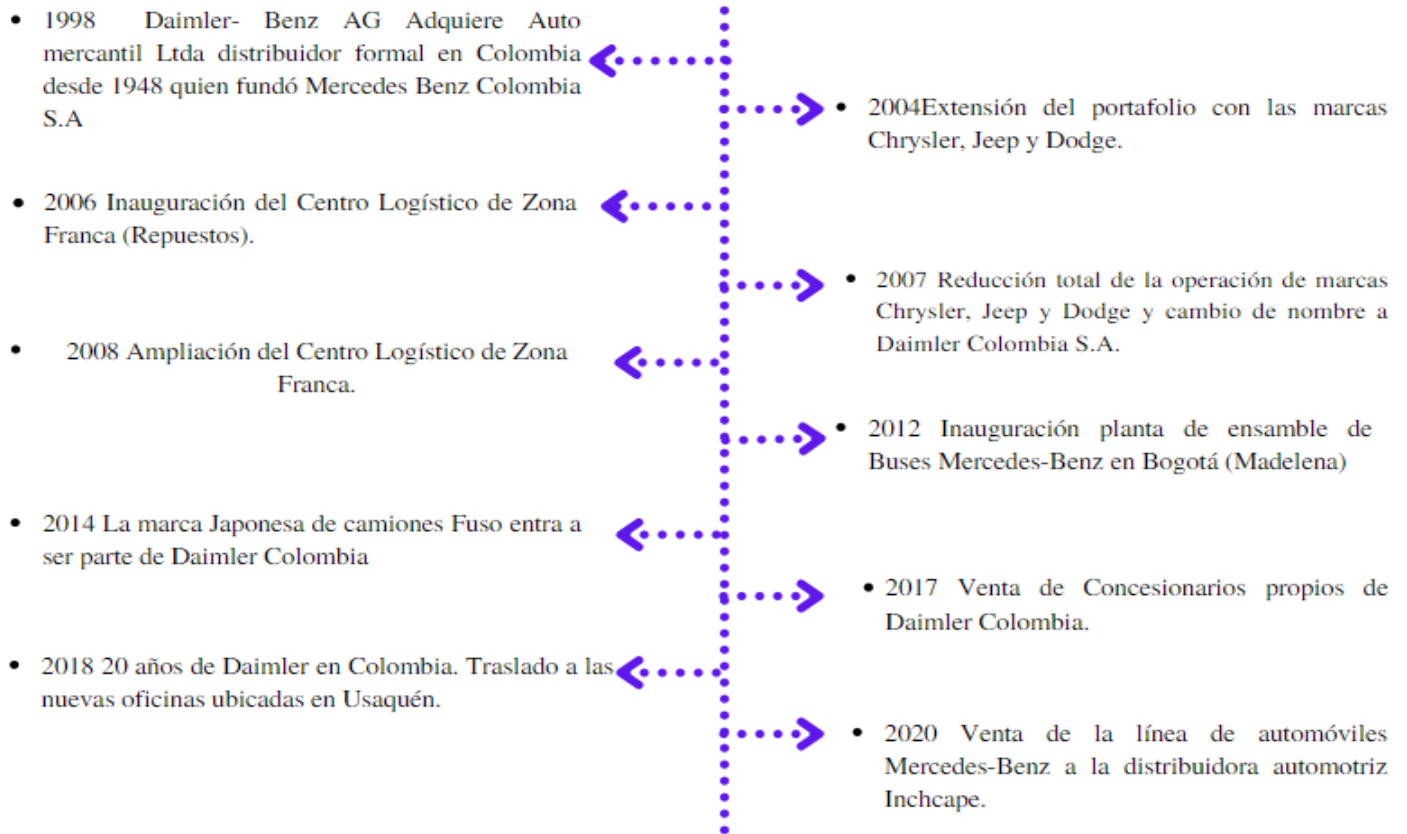 • 1998 Daimler- Benz AG Adquiere Auto
mercantil Ltda distribuidor formal en Colombia
desde 1948 quien fundó Mercedes Benz Colombia
S.A
• 2004Extensión del portafolio con las marcas
Chrysler, Jeep y Dodge.
• 2006 Inauguración del Centro Logístico de Zona
Franca (Repuestos).
• 2007 Reducción total de la operación de marcas
Chrysler, Jeep y Dodge y cambio de nombre a
Daimler Colombia S.A.
• 2008 Ampliación del Centro Logístico de Zona
Franca.
• 2012 Inauguración planta de ensamble de
Buses Mercedes-Benz en Bogotá (Madelena)
• 2014 La marca Japonesa de camiones Fuso entra a
ser parte de Daimler Colombia
• 2017 Venta de Concesionarios propios de
Daimler Colombia.
• 2018 20 años de Daimler en Colombia. Traslado a las
nuevas oficinas ubicadas en Usaquén.
• 2020 Venta de la línea de automóviles
Mercedes-Benz a la distribuidora automotriz
Inchcape.